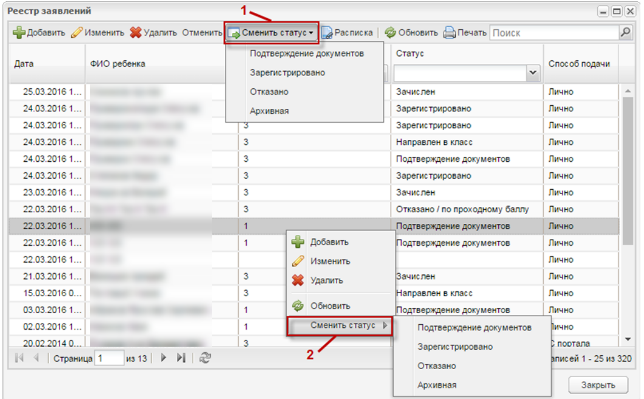 Реестр заявлений
1
Добавить Изменить Удалить Отменить Сменить статус Расписка Обновить Печать Поиск
Подтверждение документов
Зарегистрировано
Отказано
Архивная
Дата ФИО ребенка Статус Способ подачи
25.03.2016 1... Зачислен Лично
24.03.2016 1... Зарегистрировано Лично
24.03.2016 1... 3 Зарегистрировано Лично
24.03.2016 1... 3 Направлен в класс Лично
24.03.2016 1... 3 Подтверждение документов Лично
24.03.2016 1... 3 Зарегистрировано Лично
23.03.2016 1... 3 Зачислен Лично
22.03.2016 1... 3 Отказано / по проходному баллу Лично
22.03.2016 1... 1 Подтверждение документов Лично
22.03.2016 1... 1 Подтверждение документов Лично
22.03.2016 1... Лично
21.03.2016 1... 3 Зачислен Лично
15.03.2016 0... 3 Направлен в класс Лично
03.03.2016 1... 1 Подтверждение документов Лично
02.03.2016 1... 1 Подтверждение документов Лично
20.02.2014 0... 3 С портала
Добавить
Изменить
Удалить
Обновить
Сменить статус
2
Подтверждение документов
Зарегистрировано
Отказано
Архивная
Страница 1 из 13 аписей 1 - 25 из 320
Закрыть